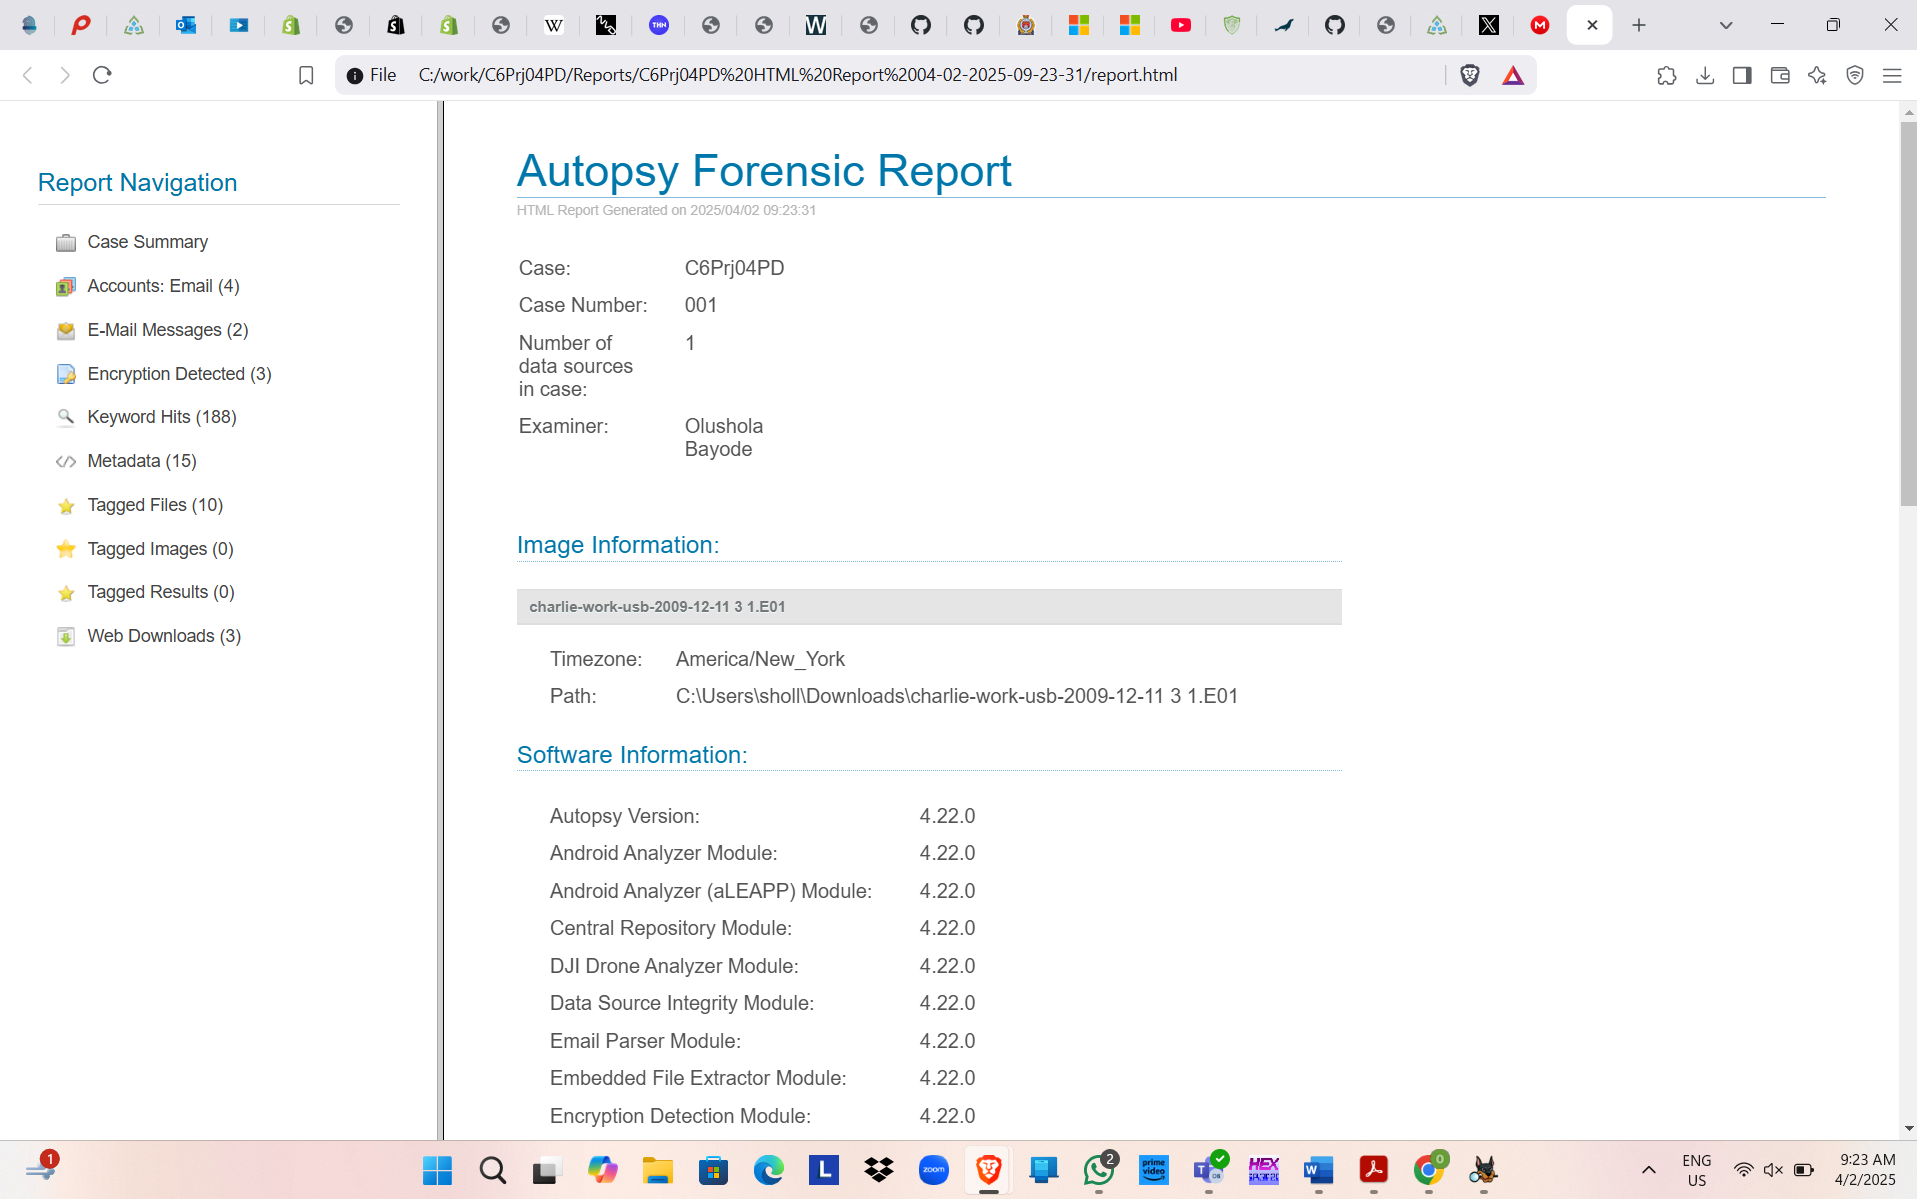 THN
W
File C:/work/C6Prj04PD/Reports/C6Prj04PD%20HTML%20Report%2004-02-2025-09-23-31/report.html
Report Navigation
Case Summary
Accounts: Email (4)
E-Mail Messages (2)
Encryption Detected (3)
Keyword Hits (188)
Metadata (15)
Tagged Files (10)
Tagged Images (0)
Tagged Results (0)
Web Downloads (3)
Autopsy Forensic Report
HTML Report Generated on 2025/04/02 09:23:31
Case: C6Prj04PD
Case Number: 001
Number of 1
data sources
in case:
Examiner: Olushola
Bayode
Image Information:
charlie-work-usb-2009-12-11 3 1.E01
Timezone: America/New_York
Path: C:\Users\sholl\Downloads\charlie-work-usb-2009-12-11 3 1.E01
Software Information:
Autopsy Version: 4.22.0
Android Analyzer Module: 4.22.0
Android Analyzer (aLEAPP) Module: 4.22.0
Central Repository Module: 4.22.0
DJI Drone Analyzer Module: 4.22.0
Data Source Integrity Module: 4.22.0
Email Parser Module: 4.22.0
Embedded File Extractor Module: 4.22.0
Encryption Detection Module: 4.22.0
1
L
zoom
2
prime video
HEX
W
0
ENG
US
9:23 AM
4/2/2025